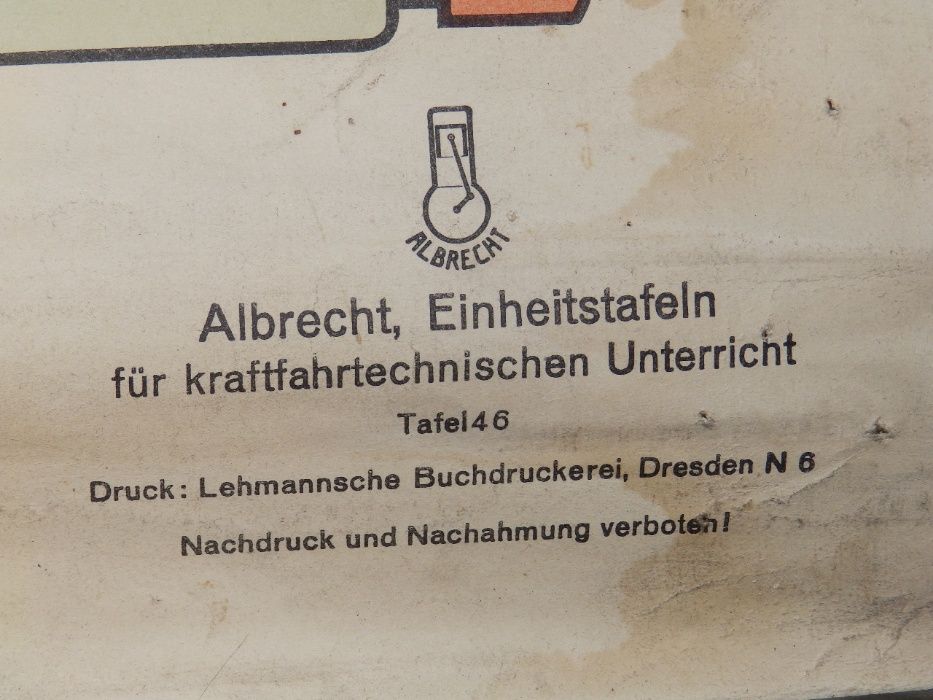 ALBRECHT
Albrecht, Einheitstafeln
für kraftfahrtechnischen Unterricht
Tafel 46
Druck: Lehmannsche Buchdruckerei, Dresden N 6
Nachdruck und Nachahmung verboten!